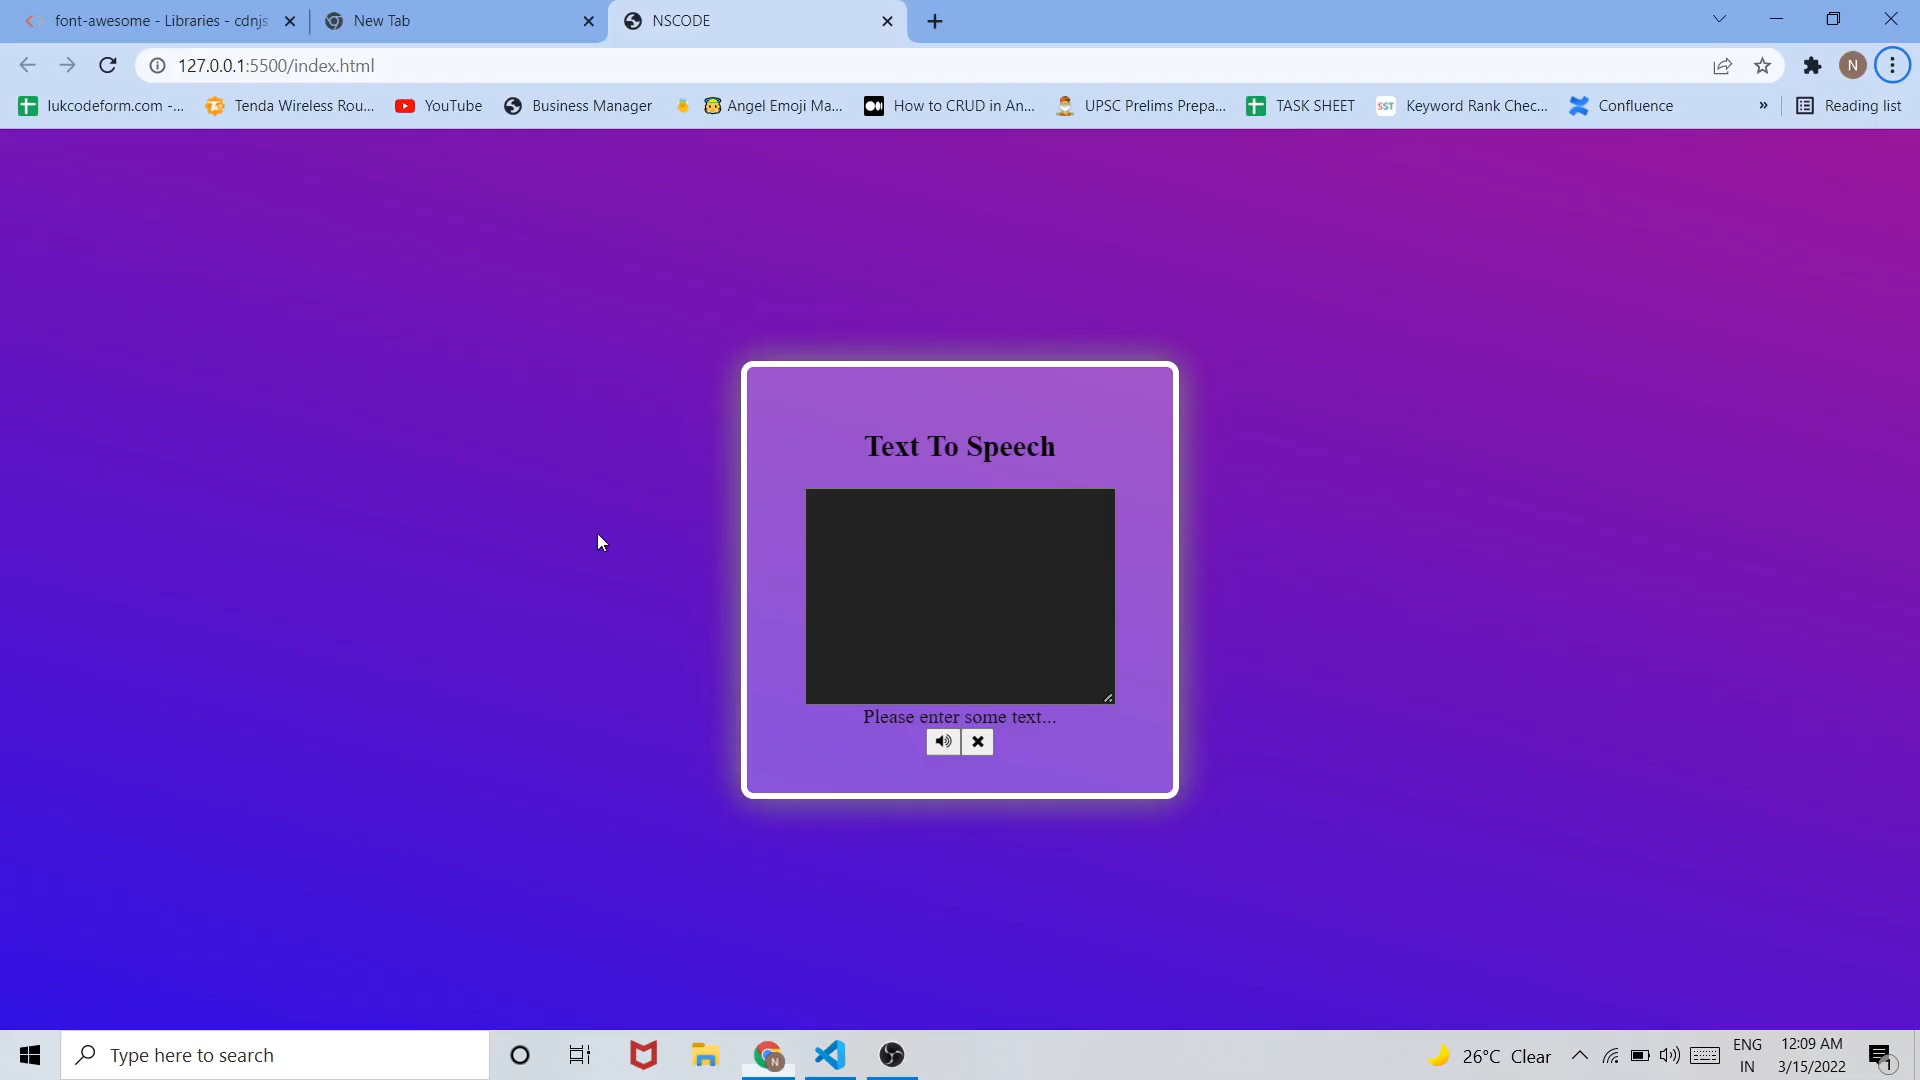 font-awesome - Libraries - cdnjs
New Tab
NSCODE
127.0.0.1:5500/index.html
N
lukcodeform.com -...
Tenda Wireless Rou...
YouTube
Business Manager
Angel Emoji Ma...
How to CRUD in An...
UPSC Prelims Prepa...
TASK SHEET
SST
Keyword Rank Chec...
Confluence
»
Reading list
Text To Speech
Please enter some text...
Type here to search
N
26°C Clear
ENG
IN
12:09 AM
3/15/2022
1